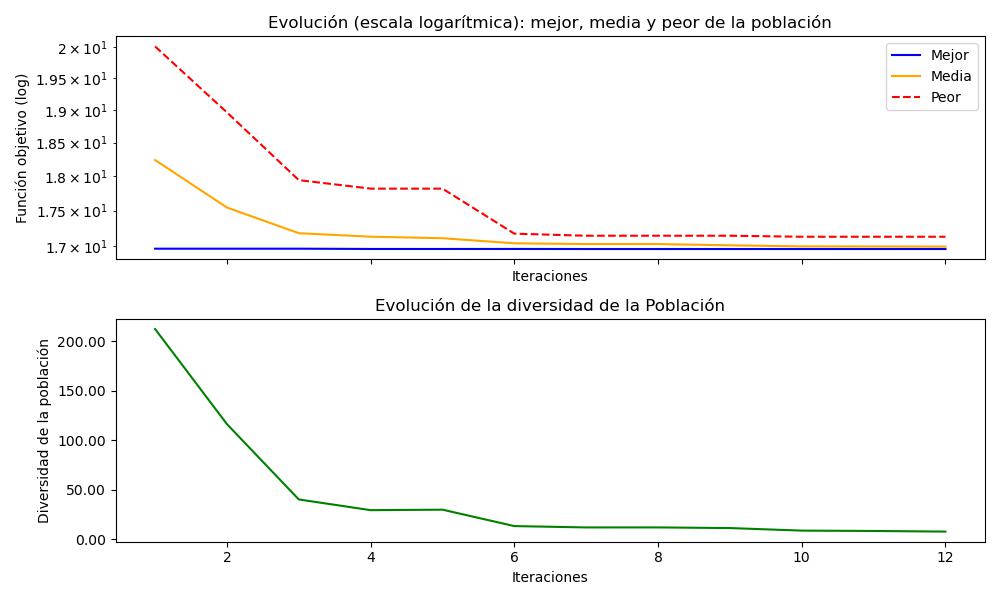 Evolución (escala logarítmica): mejor, media y peor de la población
Función objetivo (log)
2 × 10¹
1.95 × 10¹
1.9 × 10¹
1.85 × 10¹
1.8 × 10¹
1.75 × 10¹
1.7 × 10¹
Mejor
Media
Peor
Iteraciones
Evolución de la diversidad de la Población
Diversidad de la población
200.00
150.00
100.00
50.00
0.00
2 4 6 8 10 12
Iteraciones